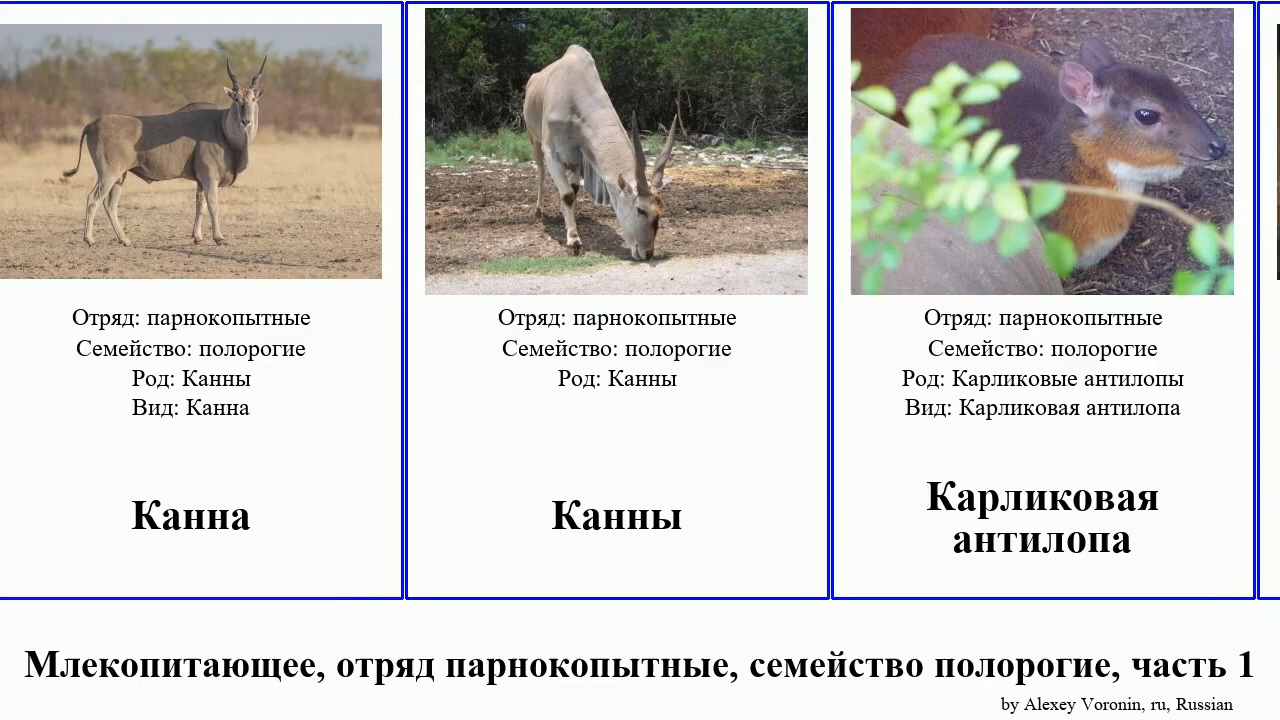 Отряд: парнокопытные
Семейство: полорогие
Род: Канны
Вид: Канна
Канна
Отряд: парнокопытные
Семейство: полорогие
Род: Канны
Канны
Отряд: парнокопытные
Семейство: полорогие
Род: Карликовые антилопы
Вид: Карликовая антилопа
Карликовая
антилопа
Млекопитающее, отряд парнокопытные, семейство полорогие, часть 1
by Alexey Voronin, ru, Russian